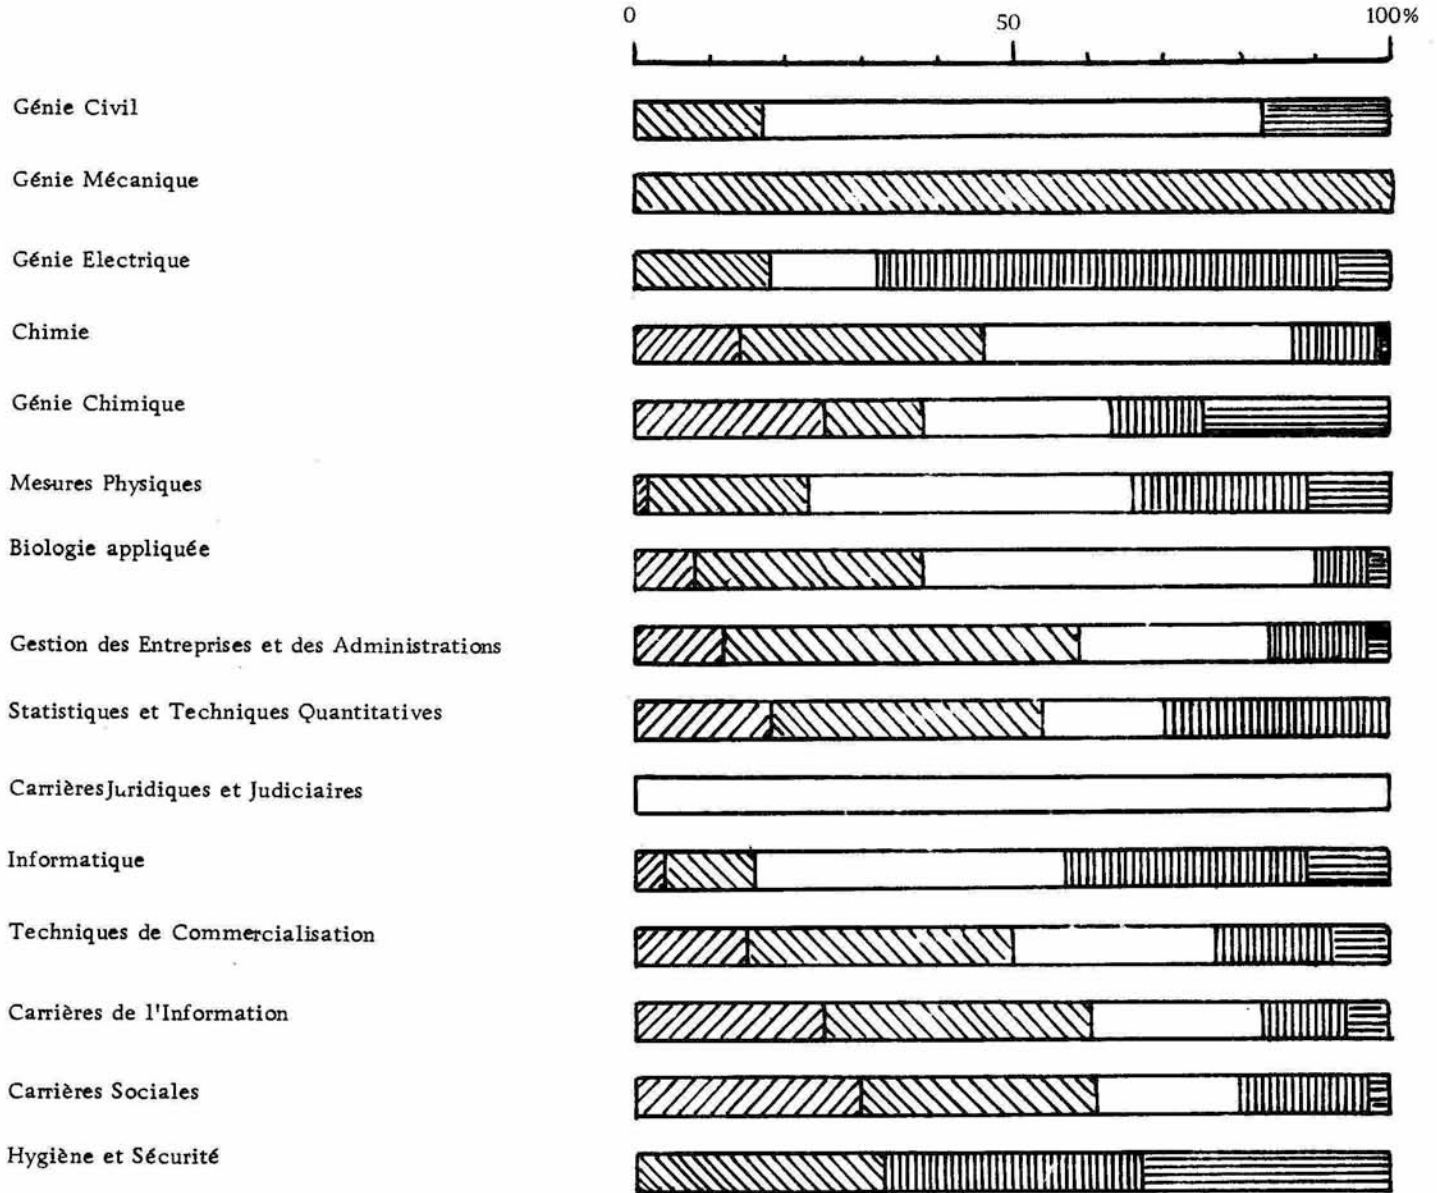 0 50 100%
Génie Civil
Génie Mécanique
Génie Electrique
Chimie
Génie Chimique
Mesures Physiques
Biologie appliquée
Gestion des Entreprises et des Administrations
Statistiques et Techniques Quantitatives
Carrières Juridiques et Judiciaires
Informatique
Techniques de Commercialisation
Carrières de l'Information
Carrières Sociales
Hygiène et Sécurité